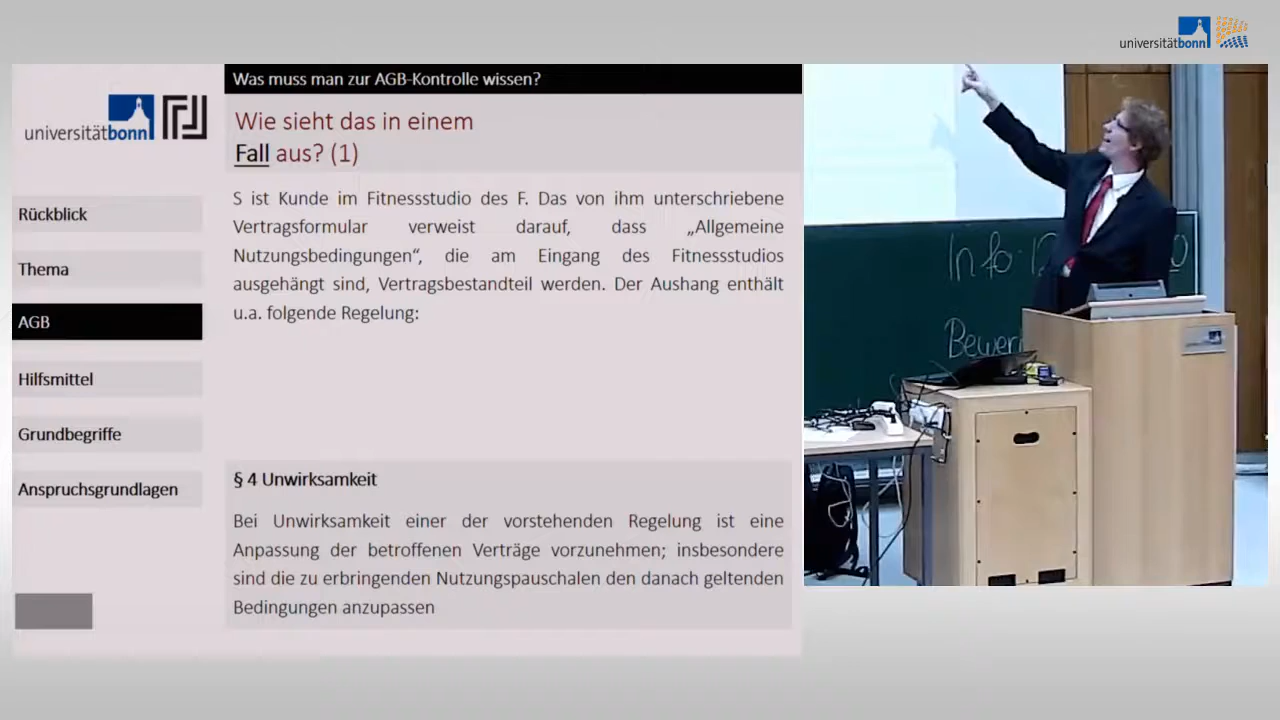 universitätbonn
Was muss man zur AGB-Kontrolle wissen?
universitätbonn
Wie sieht das in einem
Fall aus? (1)
Rückblick
Thema
AGB
Hilfsmittel
Grundbegriffe
Anspruchsgrundlagen
S ist Kunde im Fitnessstudio des F. Das von ihm unterschriebene
Vertragsformular verweist darauf, dass „Allgemeine
Nutzungsbedingungen“, die am Eingang des Fitnessstudios
ausgehängt sind, Vertragsbestandteil werden. Der Aushang enthält
u.a. folgende Regelung:
§ 4 Unwirksamkeit
Bei Unwirksamkeit einer der vorstehenden Regelung ist eine
Anpassung der betroffenen Verträge vorzunehmen; insbesondere
sind die zu erbringenden Nutzungspauschalen den danach geltenden
Bedingungen anzupassen
Info